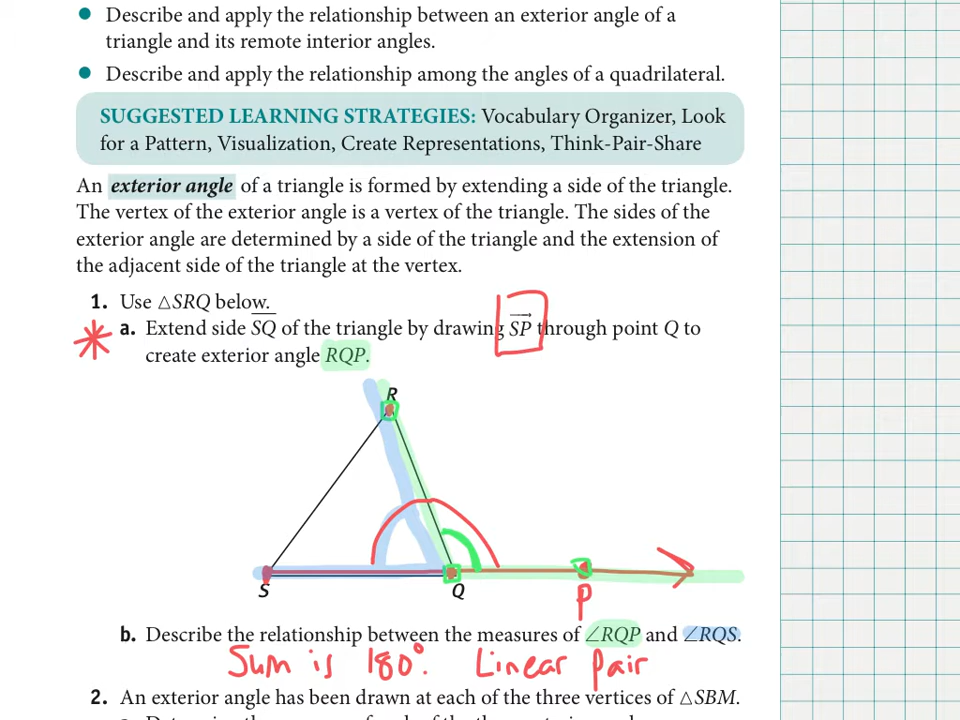 ● Describe and apply the relationship between an exterior angle of a
triangle and its remote interior angles.
● Describe and apply the relationship among the angles of a quadrilateral.
SUGGESTED LEARNING STRATEGIES: Vocabulary Organizer, Look
for a Pattern, Visualization, Create Representations, Think-Pair-Share
An exterior angle of a triangle is formed by extending a side of the triangle.
The vertex of the exterior angle is a vertex of the triangle. The sides of the
exterior angle are determined by a side of the triangle and the extension of
the adjacent side of the triangle at the vertex.
1. Use △SRQ below.
a. Extend side SQ of the triangle by drawing SP through point Q to
create exterior angle RQP.
R
S
Q
P
b. Describe the relationship between the measures of ∠RQP and ∠RQS.
Sum is 180°. Linear Pair
2. An exterior angle has been drawn at each of the three vertices of △SBM.